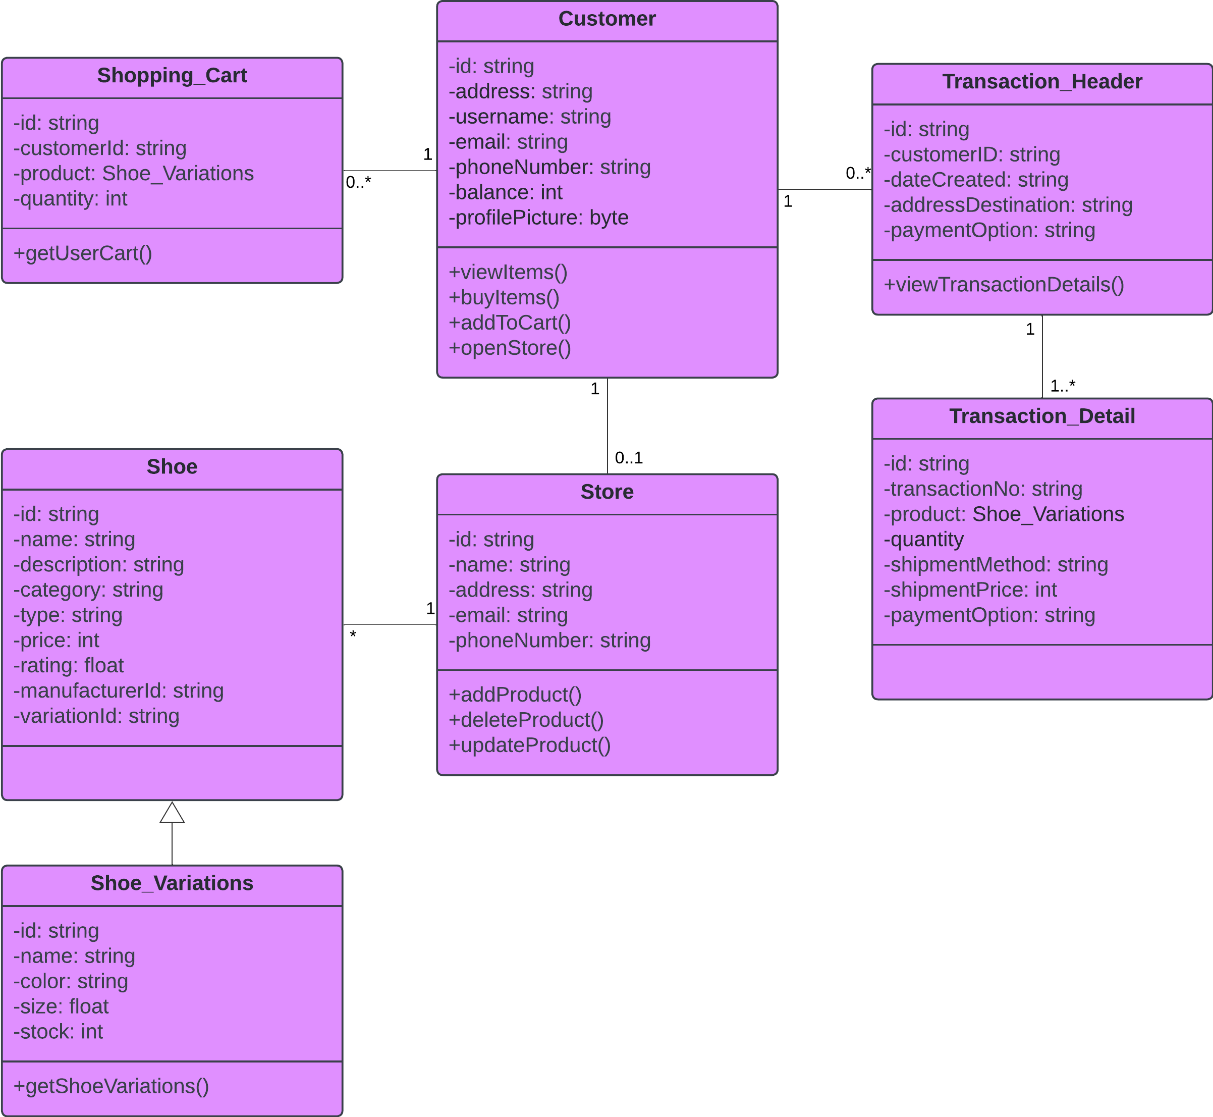 Customer
-id: string
-address: string
-username: string
-email: string
-phoneNumber: string
-balance: int
-profilePicture: byte
+viewItems()
+buyItems()
+addToCart()
+openStore()
Shopping_Cart
-id: string
-customerId: string
-product: Shoe_Variations
-quantity: int
+getUserCart()
1
0..*
Transaction_Header
-id: string
-customerID: string
-dateCreated: string
-addressDestination: string
-paymentOption: string
+viewTransactionDetails()
0..*
1
1
1..*
1
0..1
Transaction_Detail
-id: string
-transactionNo: string
-product: Shoe_Variations
-quantity
-shipmentMethod: string
-shipmentPrice: int
-paymentOption: string
Shoe
-id: string
-name: string
-description: string
-category: string
-type: string
-price: int
-rating: float
-manufacturerId: string
-variationId: string
1
*
Store
-id: string
-name: string
-address: string
-email: string
-phoneNumber: string
+addProduct()
+deleteProduct()
+updateProduct()
Shoe_Variations
-id: string
-name: string
-color: string
-size: float
-stock: int
+getShoeVariations()